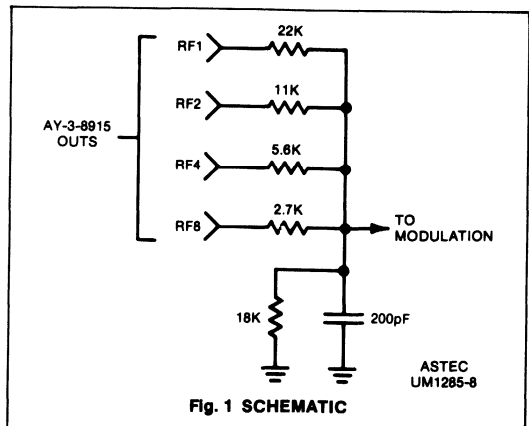 22K
RF1
11K
RF2
AY-3-8915
OUTS
5.6K
RF4
2.7K
RF8
TO
MODULATION
18K
200pF
ASTEC
UM1285-8
Fig. 1 SCHEMATIC